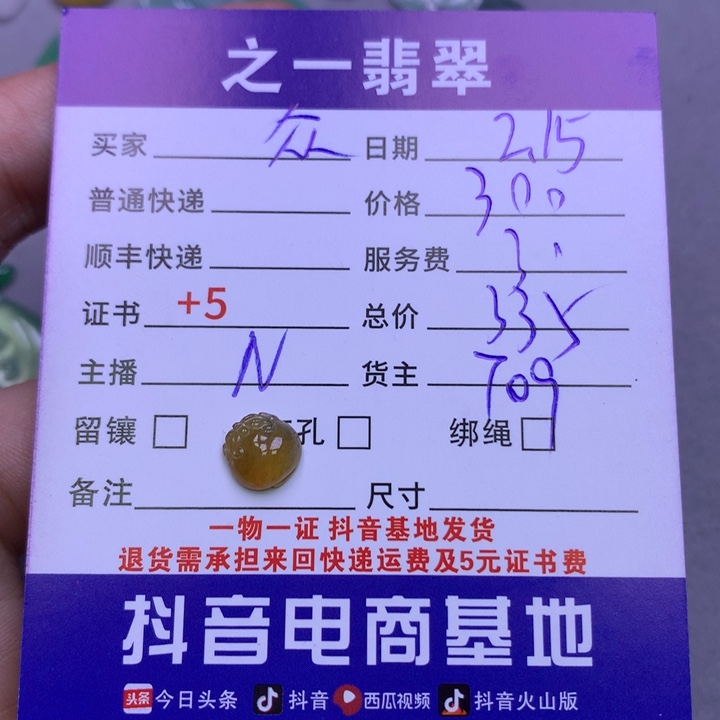 之一翡翠
买家 众 日期 2.15
普通快递 价格 300
顺丰快递 服务费 30
证书 +5 总价 335
主播 N 货主 T09
留镶 孔 绑绳
备注 尺寸
一物一证 抖音基地发货
退货需承担来回快递运费及5元证书费
抖音电商基地
头条 今日头条 抖音 西瓜视频 抖音火山版